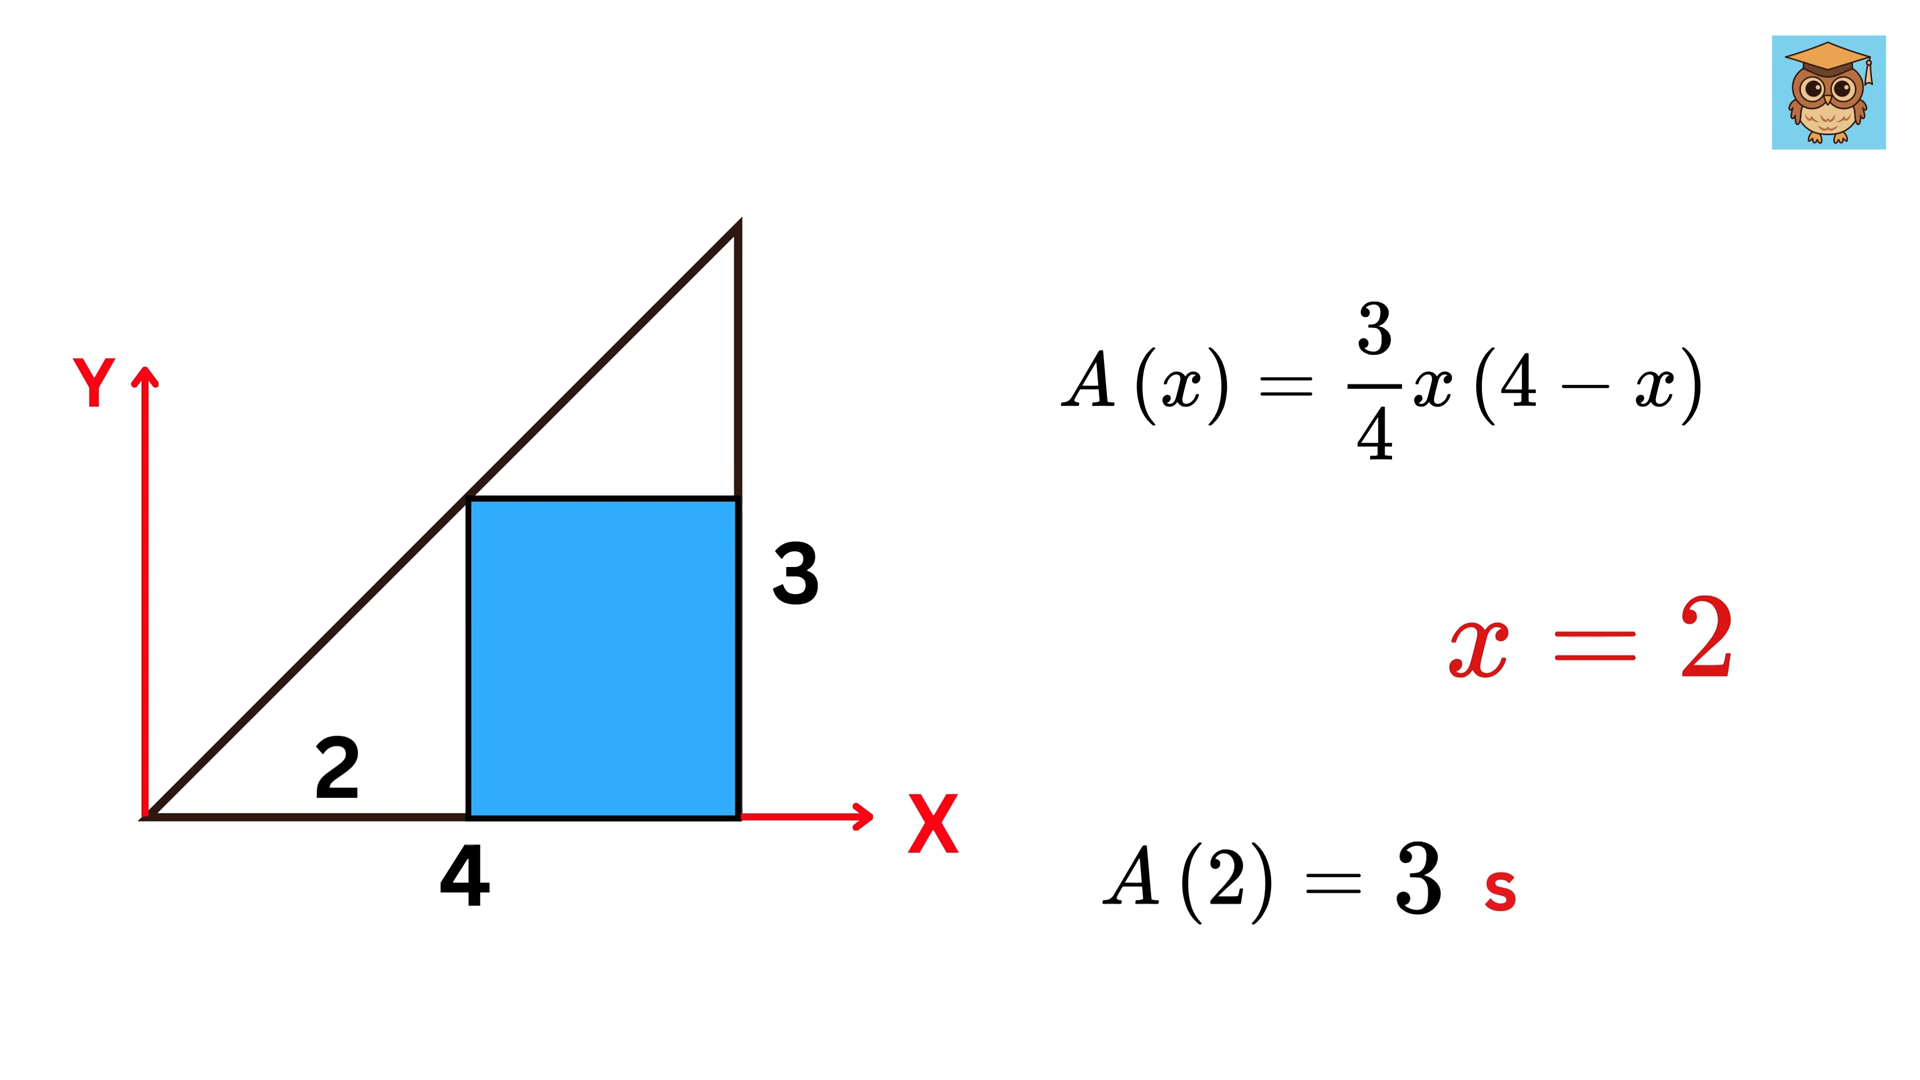 Y
A(x) = 3/4 x(4 − x)
3
x = 2
2
X
4
A(2) = 3 s